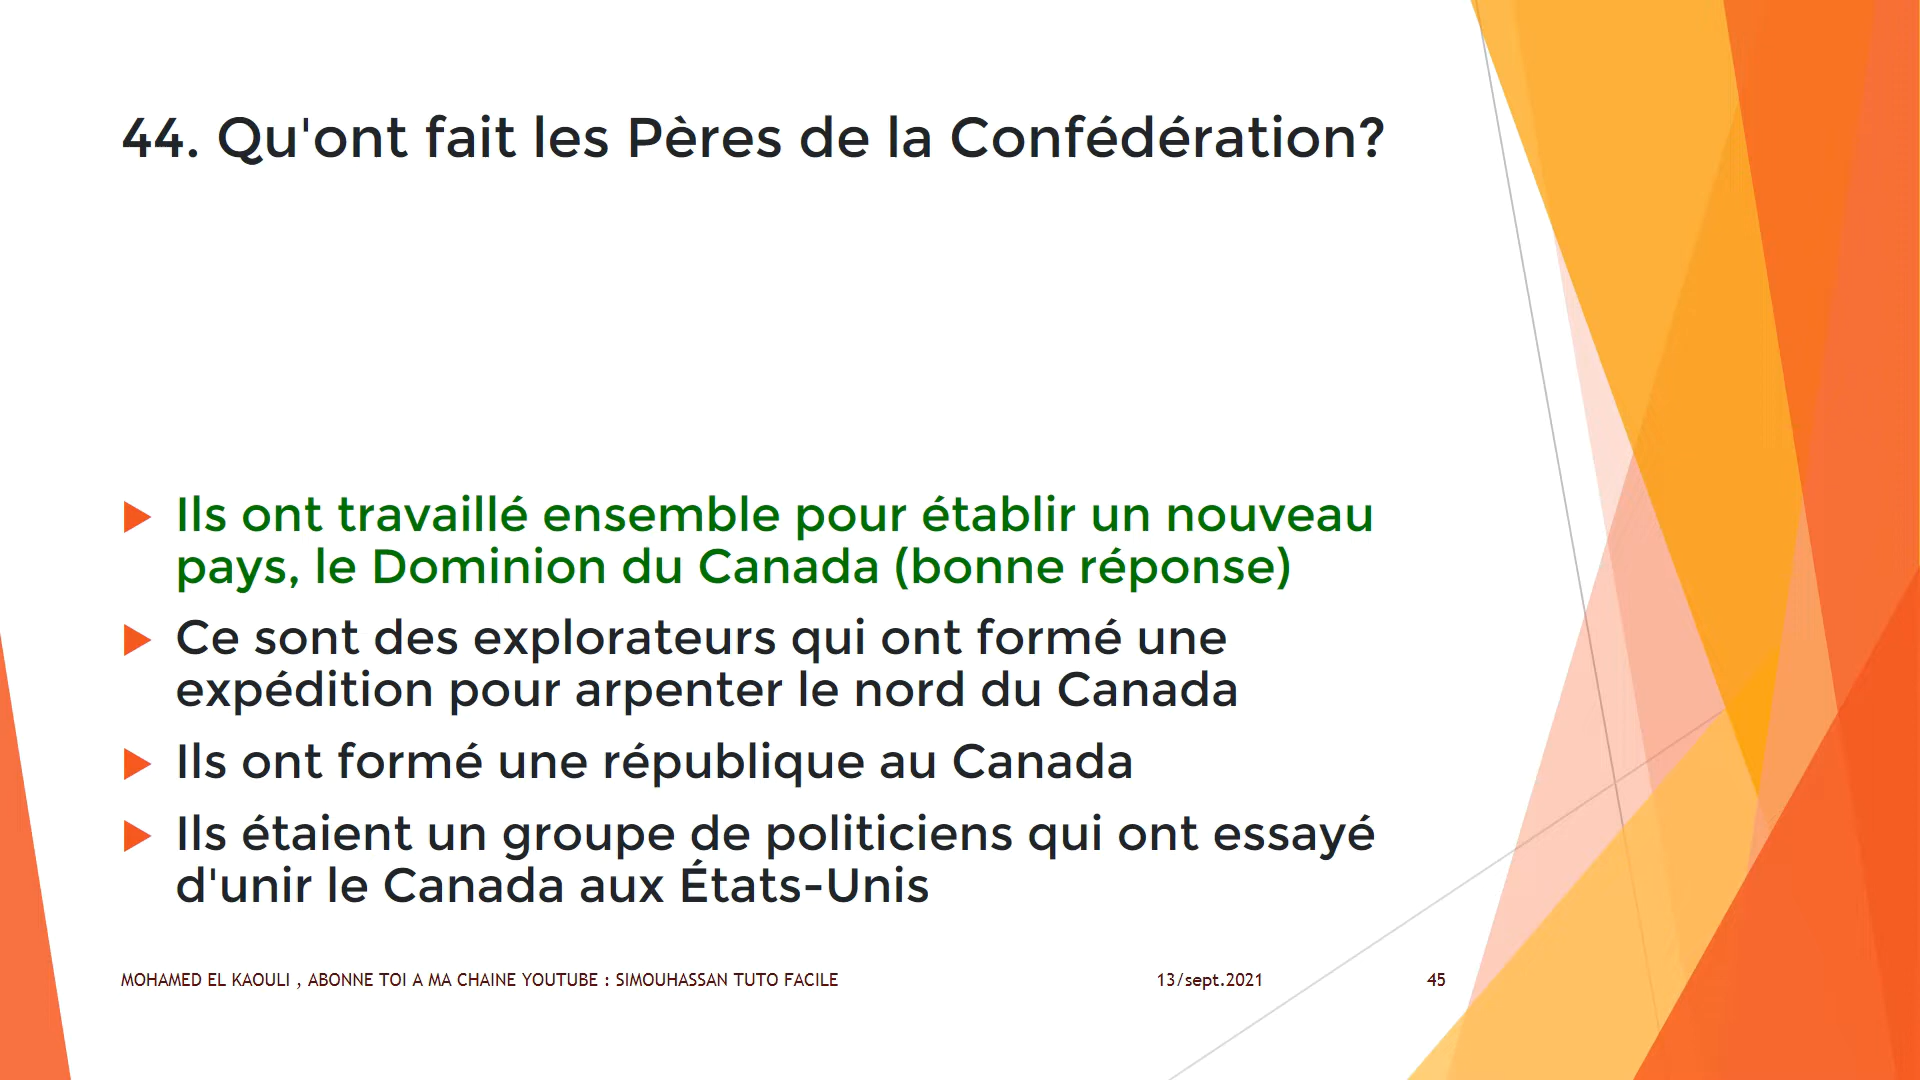 44. Qu'ont fait les Pères de la Confédération?
Ils ont travaillé ensemble pour établir un nouveau
pays, le Dominion du Canada (bonne réponse)
Ce sont des explorateurs qui ont formé une
expédition pour arpenter le nord du Canada
Ils ont formé une république au Canada
Ils étaient un groupe de politiciens qui ont essayé
d'unir le Canada aux États-Unis
MOHAMED EL KAOULI , ABONNE TOI A MA CHAINE YOUTUBE : SIMOUHASSAN TUTO FACILE
13/sept.2021
45